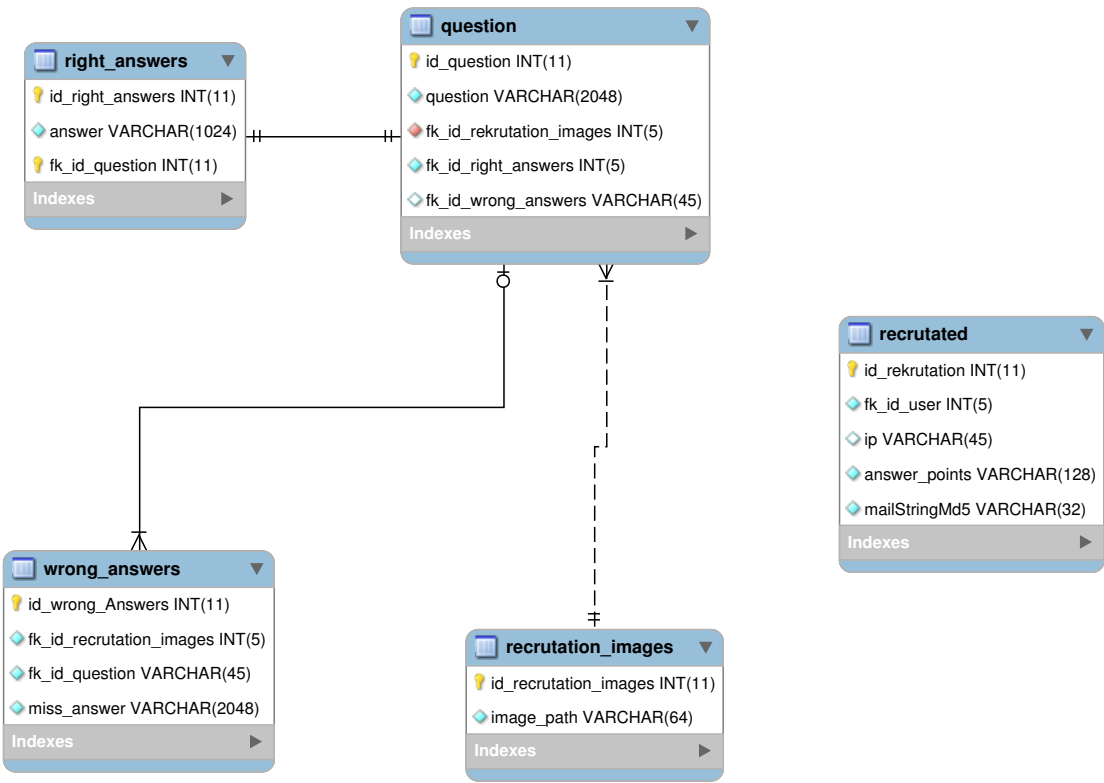 question
id_question INT(11)
question VARCHAR(2048)
fk_id_rekrutation_images INT(5)
fk_id_right_answers INT(5)
fk_id_wrong_answers VARCHAR(45)
Indexes
right_answers
id_right_answers INT(11)
answer VARCHAR(1024)
fk_id_question INT(11)
Indexes
recrutated
id_rekrutation INT(11)
fk_id_user INT(5)
ip VARCHAR(45)
answer_points VARCHAR(128)
mailStringMd5 VARCHAR(32)
Indexes
wrong_answers
id_wrong_Answers INT(11)
fk_id_recrutation_images INT(5)
fk_id_question VARCHAR(45)
miss_answer VARCHAR(2048)
Indexes
recrutation_images
id_recrutation_images INT(11)
image_path VARCHAR(64)
Indexes